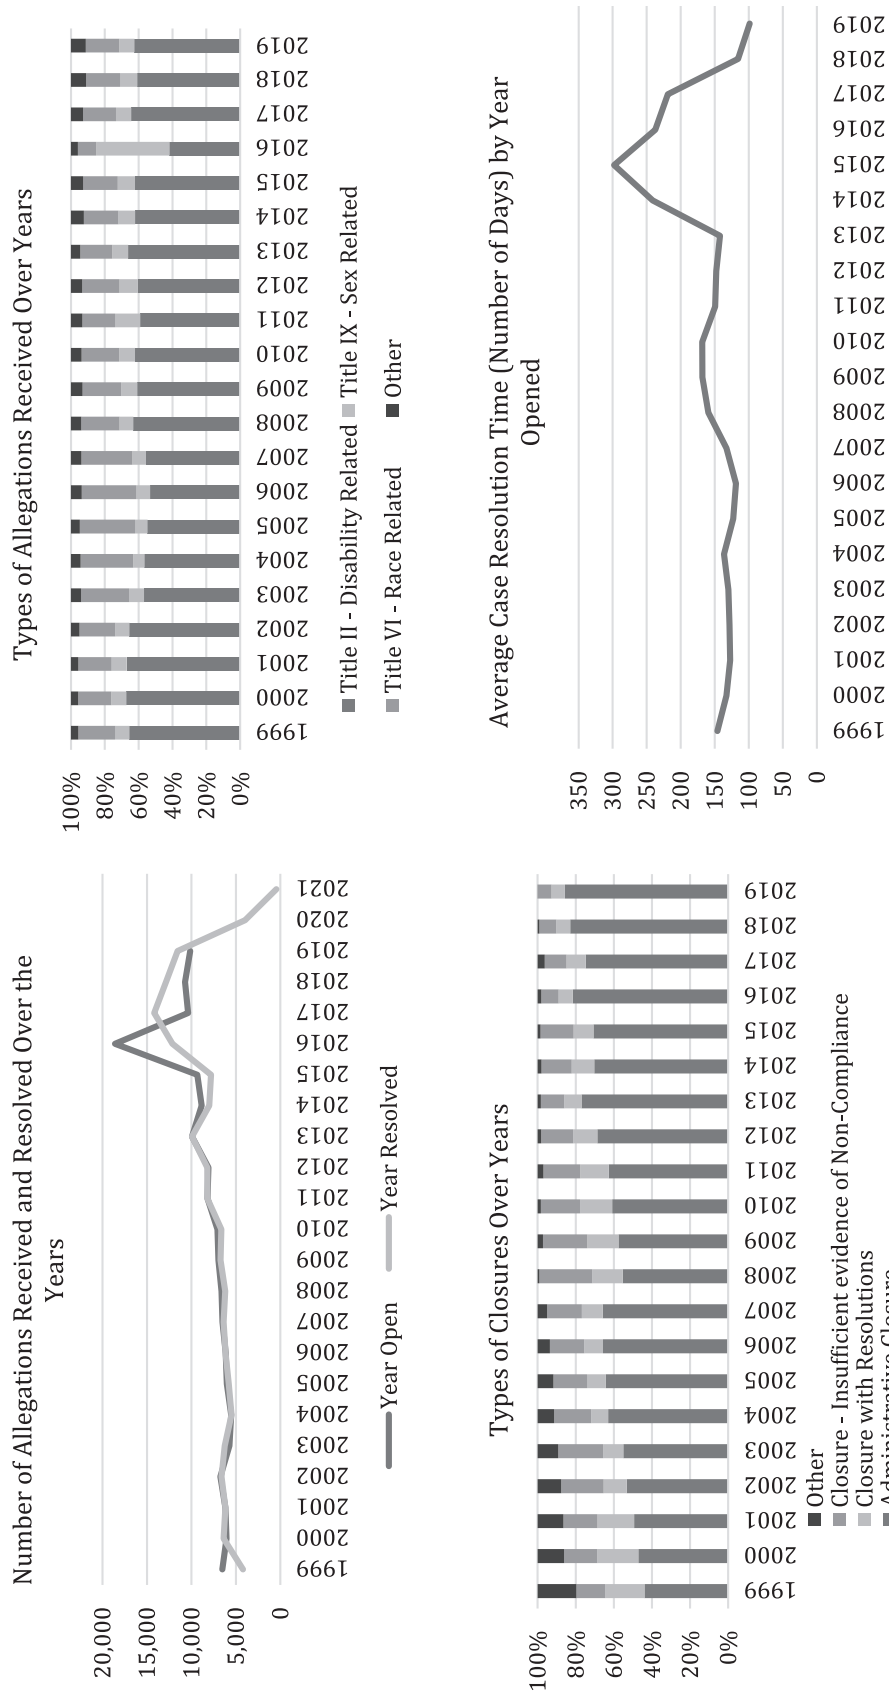 Number of Allegations Received and Resolved Over the
Years
20,000
15,000
10,000
5,000
0
1999 2000 2001 2002 2003 2004 2005 2006 2007 2008 2009 2010 2011 2012 2013 2014 2015 2016 2017 2018 2019 2020 2021
Year Open Year Resolved
Types of Allegations Received Over Years
100%
80%
60%
40%
20%
0%
1999 2000 2001 2002 2003 2004 2005 2006 2007 2008 2009 2010 2011 2012 2013 2014 2015 2016 2017 2018 2019
Title II - Disability Related Title IX - Sex Related
Title VI - Race Related Other
Types of Closures Over Years
100%
80%
60%
40%
20%
0%
1999 2000 2001 2002 2003 2004 2005 2006 2007 2008 2009 2010 2011 2012 2013 2014 2015 2016 2017 2018 2019
Other
Closure - Insufficient evidence of Non-Compliance
Closure with Resolutions
Administrative Closure
Average Case Resolution Time (Number of Days) by Year
Opened
350
300
250
200
150
100
50
0
1999 2000 2001 2002 2003 2004 2005 2006 2007 2008 2009 2010 2011 2012 2013 2014 2015 2016 2017 2018 2019